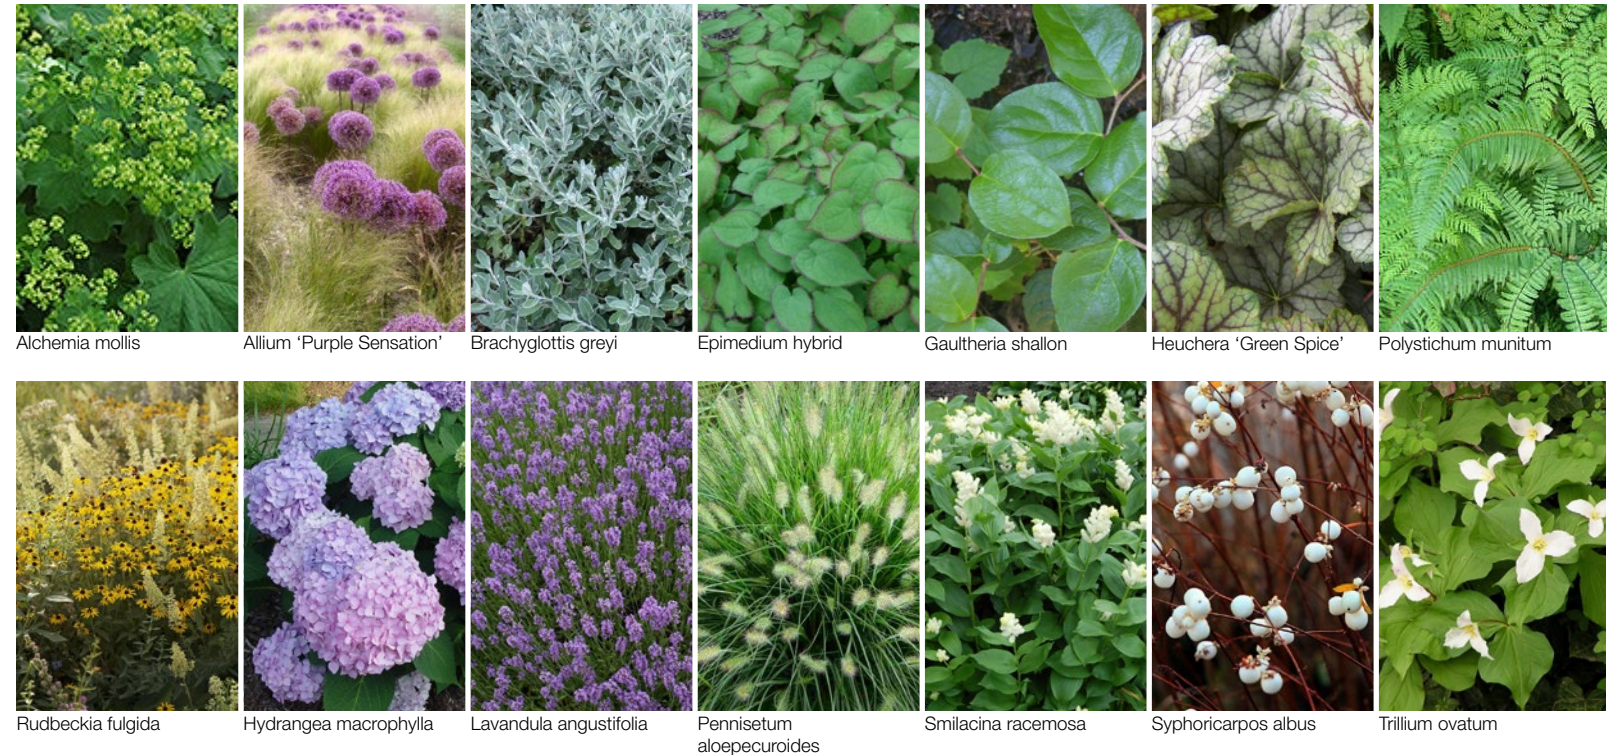 Alchemia mollis
Allium ‘Purple Sensation’
Brachyglottis greyi
Epimedium hybrid
Gaultheria shallon
Heuchera ‘Green Spice’
Polystichum munitum
Rudbeckia fulgida
Hydrangea macrophylla
Lavandula angustifolia
Pennisetum
aloepecuroides
Smilacina racemosa
Syphoricarpos albus
Trillium ovatum